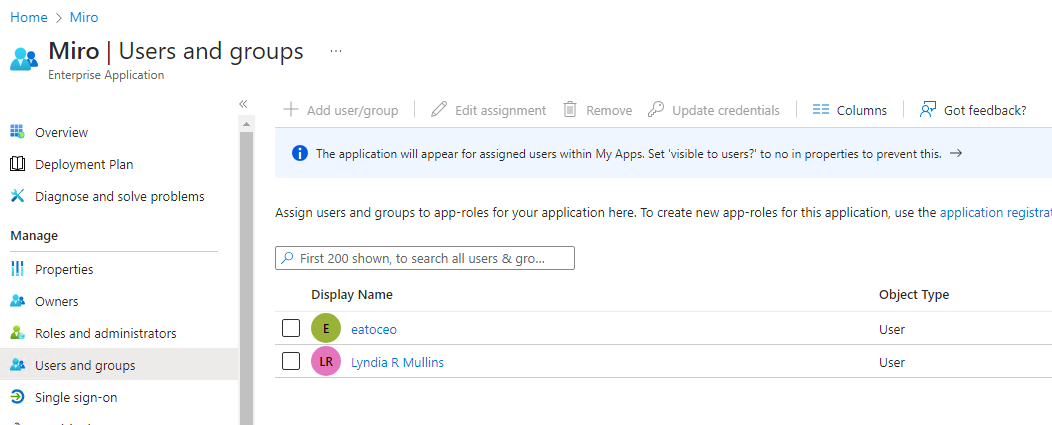 Home > Miro
Miro | Users and groups ...
Enterprise Application
«
Overview
Deployment Plan
Diagnose and solve problems
Manage
Properties
Owners
Roles and administrators
Users and groups
Single sign-on
Add user/group
Edit assignment
Remove
Update credentials
Columns
Got feedback?
The application will appear for assigned users within My Apps. Set 'visible to users?' to no in properties to prevent this. →
Assign users and groups to app-roles for your application here. To create new app-roles for this application, use the application registrat
First 200 shown, to search all users & gro...
Display Name Object Type
E eatoceo User
LR Lyndia R Mullins User